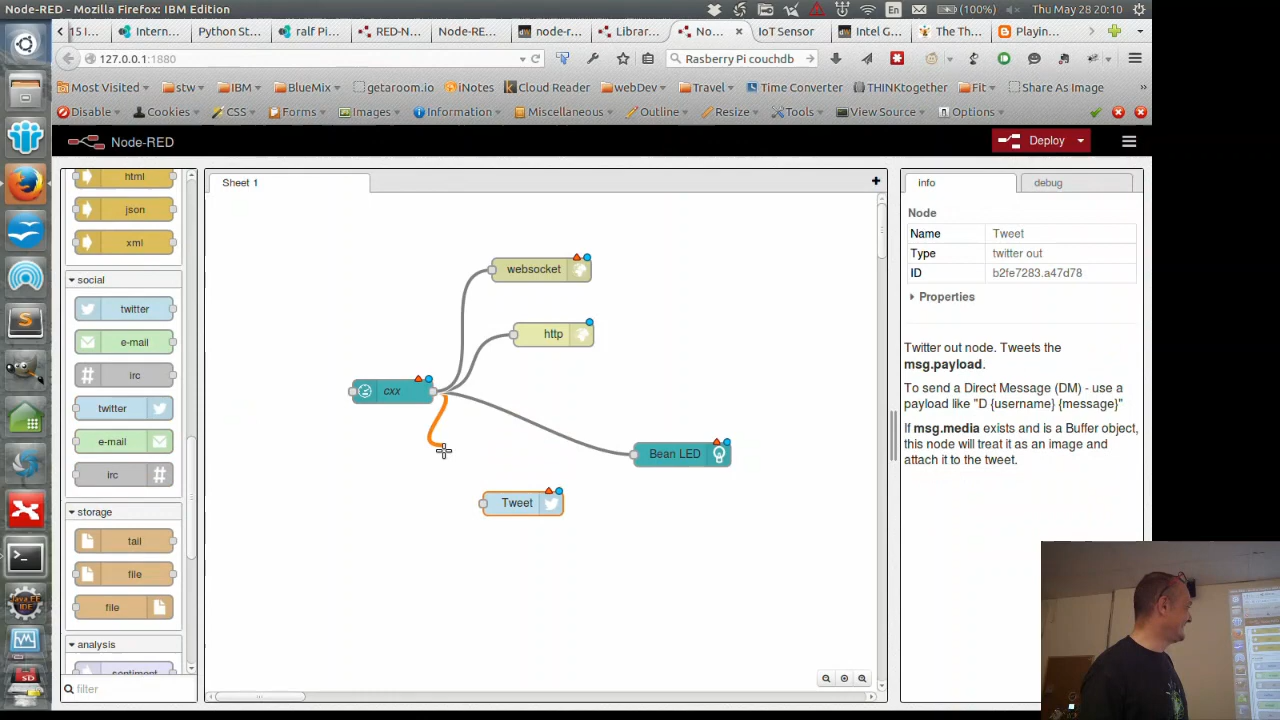 Node-RED - Mozilla Firefox: IBM Edition
En
(100%)
Thu May 28 20:10
15 I...
Intern...
Python St...
ralf Pi...
RED-N...
Node-RE...
node-r...
Librar...
No...
IoT Sensor
Intel G...
The Th...
Playin...
127.0.0.1:1880
Rasberry Pi couchdb
Most Visited
stw
IBM
BlueMix
getaroom.io
iNotes
Cloud Reader
webDev
Travel
Time Converter
THINKtogether
Fit
Share As Image
Disable
Cookies
CSS
Forms
Images
Information
Miscellaneous
Outline
Resize
Tools
View Source
Options
Node-RED
Deploy
html
json
xml
social
twitter
e-mail
irc
twitter
e-mail
irc
storage
tail
file
file
analysis
sentiment
filter
Sheet 1
websocket
http
cxx
Bean LED
Tweet
info
debug
Node
Name Tweet
Type twitter out
ID b2fe7283.a47d78
Properties
Twitter out node. Tweets the
msg.payload.
To send a Direct Message (DM) - use a
payload like "D {username} {message}"
If msg.media exists and is a Buffer object,
this node will treat it as an image and
attach it to the tweet.